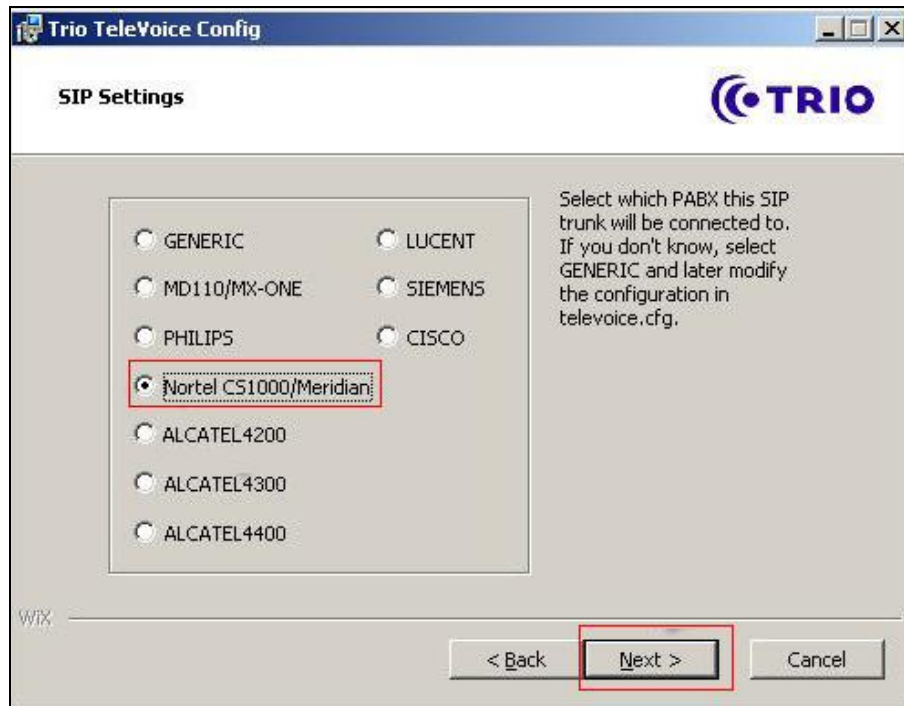 Trio TeleVoice Config
SIP Settings
TRIO
GENERIC
MD110/MX-ONE
PHILIPS
Nortel CS1000/Meridian
ALCATEL4200
ALCATEL4300
ALCATEL4400
LUCENT
SIEMENS
CISCO
Select which PABX this SIP
trunk will be connected to.
If you don't know, select
GENERIC and later modify
the configuration in
televoice.cfg.
WiX
< Back
Next >
Cancel